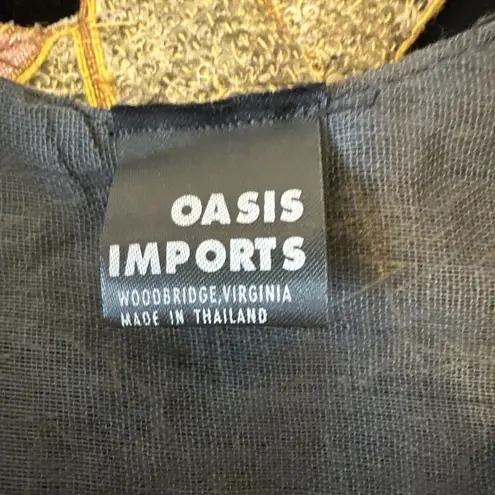 OASIS
IMPORTS
WOODBRIDGE,VIRGINIA
MADE IN THAILAND